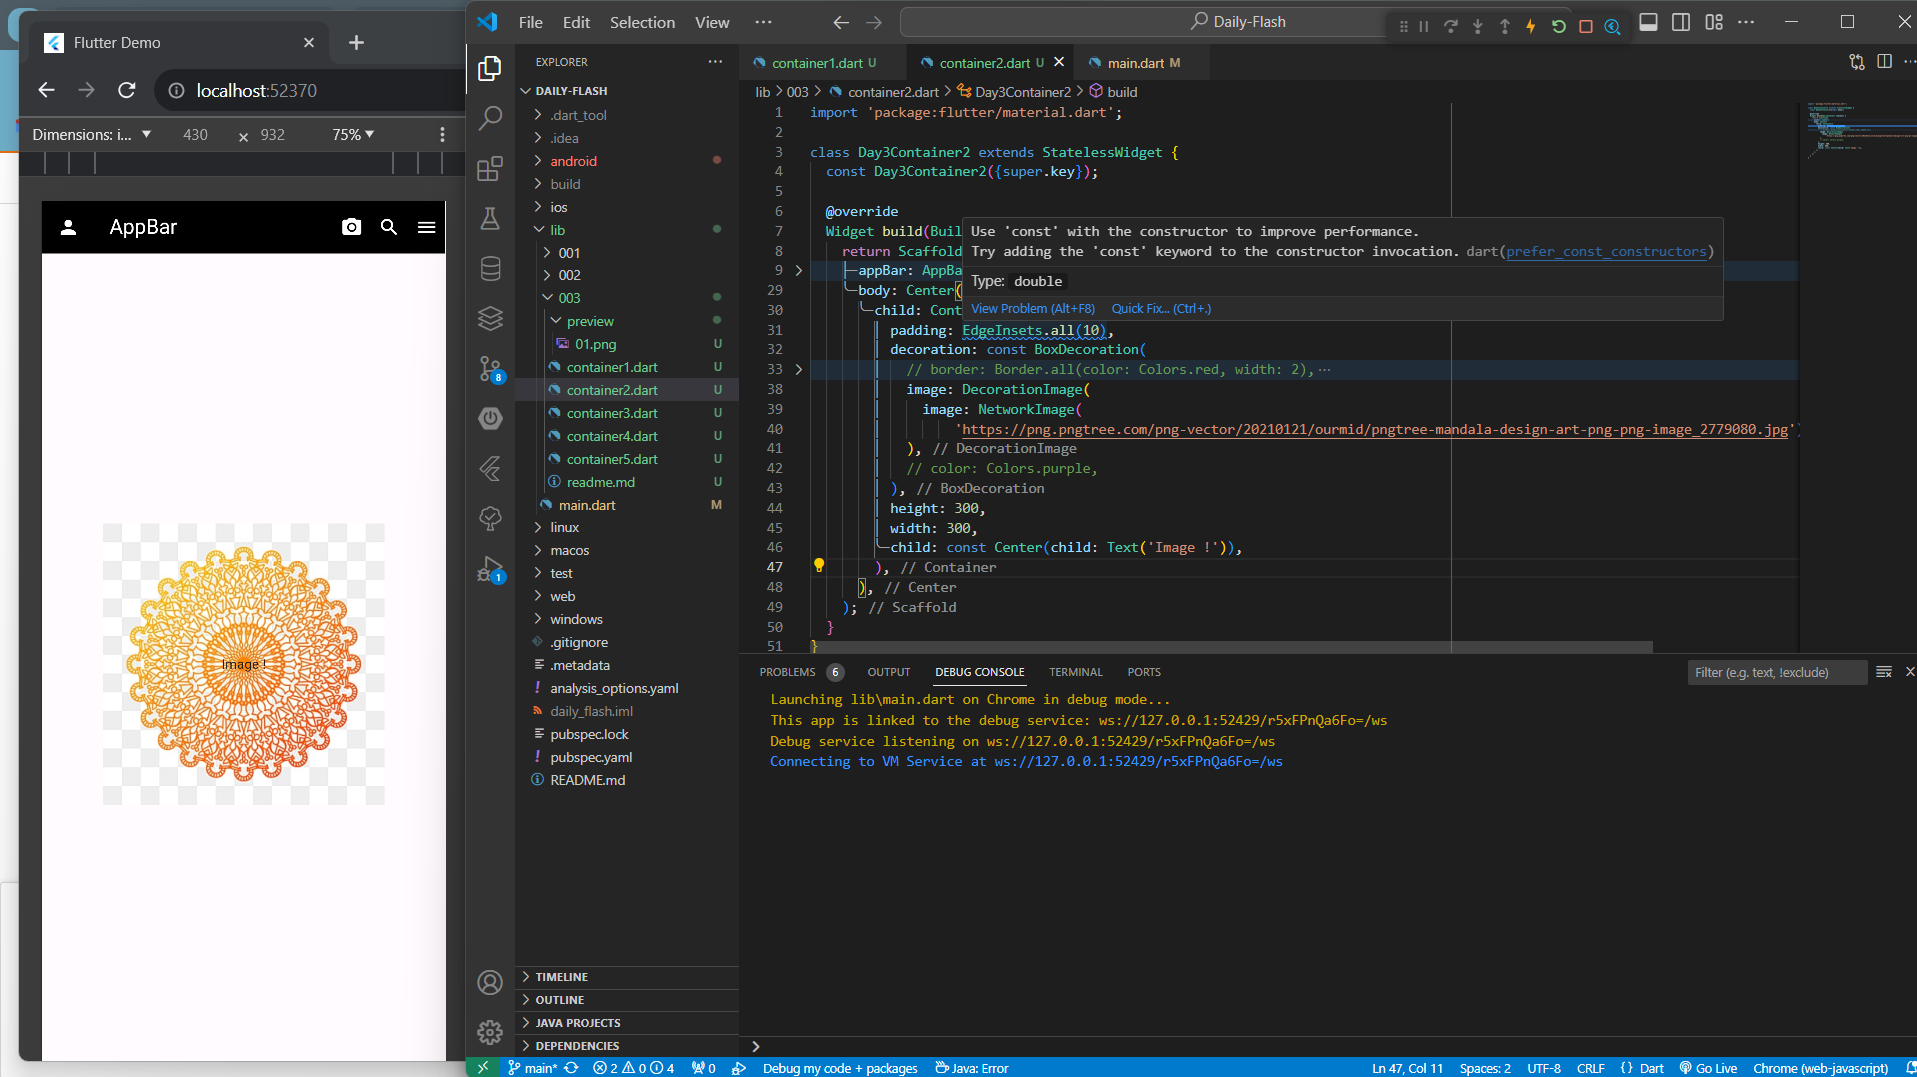 Flutter Demo
localhost:52370
Dimensions: i... 430 × 932 75%
AppBar
Image !
File Edit Selection View ···
Daily-Flash
EXPLORER
DAILY-FLASH
.dart_tool
.idea
android
build
ios
lib
001
002
003
preview
01.png U
container1.dart U
container2.dart U
container3.dart U
container4.dart U
container5.dart U
readme.md U
main.dart M
linux
macos
test
web
windows
.gitignore
.metadata
analysis_options.yaml
daily_flash.iml
pubspec.lock
pubspec.yaml
README.md
TIMELINE
OUTLINE
JAVA PROJECTS
DEPENDENCIES
8
1
container1.dart U container2.dart U main.dart M
lib > 003 > container2.dart > Day3Container2 > build
1 import 'package:flutter/material.dart';
2
3 class Day3Container2 extends StatelessWidget {
4 const Day3Container2({super.key});
5
6 @override
7 Widget build(Buil
8 return Scaffold
9 appBar: AppBa
29 body: Center(
30 child: Cont
31 padding: EdgeInsets.all(10),
32 decoration: const BoxDecoration(
33 // border: Border.all(color: Colors.red, width: 2),···
38 image: DecorationImage(
39 image: NetworkImage(
40 'https://png.pngtree.com/png-vector/20210121/ourmid/pngtree-mandala-design-art-png-png-image_2779080.jpg')
41 ), // DecorationImage
42 // color: Colors.purple,
43 ), // BoxDecoration
44 height: 300,
45 width: 300,
46 child: const Center(child: Text('Image !')),
47 ), // Container
48 ), // Center
49 ); // Scaffold
50 }
51 }
Use 'const' with the constructor to improve performance.
Try adding the 'const' keyword to the constructor invocation. dart(prefer_const_constructors)
Type: double
View Problem (Alt+F8) Quick Fix... (Ctrl+.)
PROBLEMS 6 OUTPUT DEBUG CONSOLE TERMINAL PORTS
Filter (e.g. text, !exclude)
Launching lib\main.dart on Chrome in debug mode...
This app is linked to the debug service: ws://127.0.0.1:52429/r5xFPnQa6Fo=/ws
Debug service listening on ws://127.0.0.1:52429/r5xFPnQa6Fo=/ws
Connecting to VM Service at ws://127.0.0.1:52429/r5xFPnQa6Fo=/ws
main* 2 0 4 0 Debug my code + packages Java: Error Ln 47, Col 11 Spaces: 2 UTF-8 CRLF {} Dart Go Live Chrome (web-javascript)